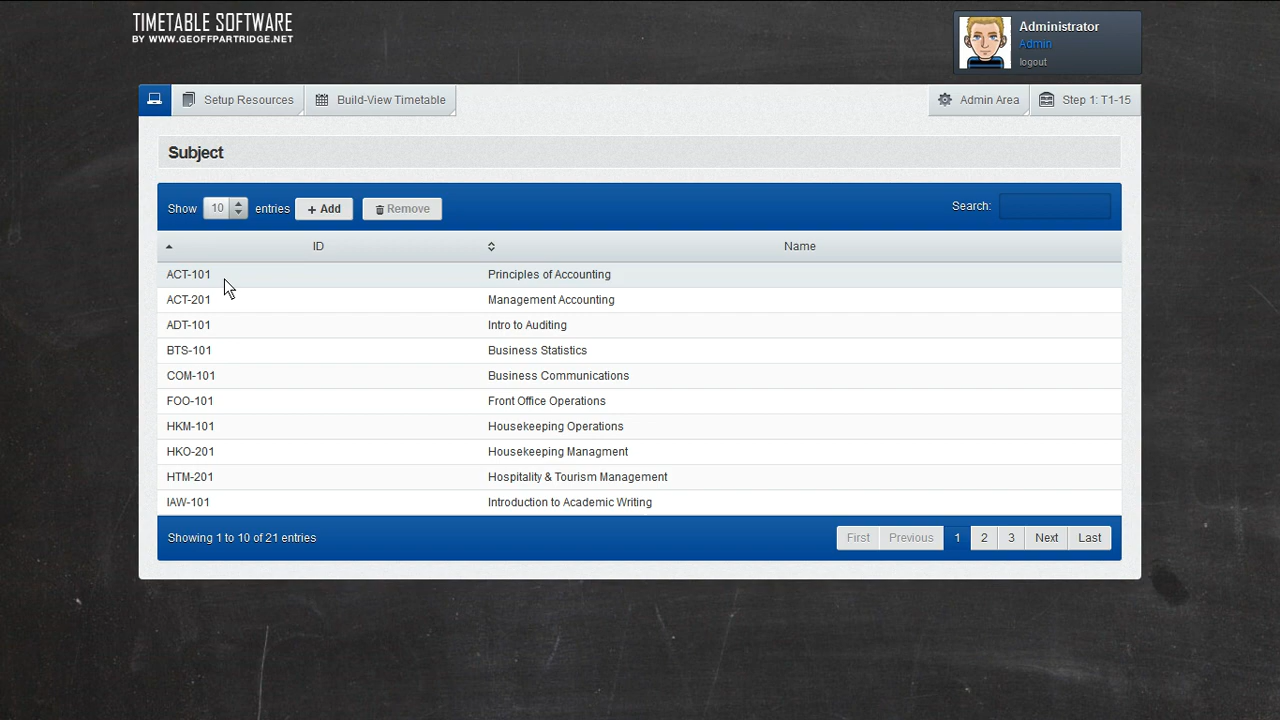 TIMETABLE SOFTWARE
BY WWW.GEOFFPARTRIDGE.NET
Administrator
Admin
logout
Setup Resources
Build-View Timetable
Admin Area
Step 1: T1-15
Subject
Show 10 entries + Add Remove
Search:
ID Name
ACT-101 Principles of Accounting
ACT-201 Management Accounting
ADT-101 Intro to Auditing
BTS-101 Business Statistics
COM-101 Business Communications
FOO-101 Front Office Operations
HKM-101 Housekeeping Operations
HKO-201 Housekeeping Managment
HTM-201 Hospitality & Tourism Management
IAW-101 Introduction to Academic Writing
Showing 1 to 10 of 21 entries
First Previous 1 2 3 Next Last